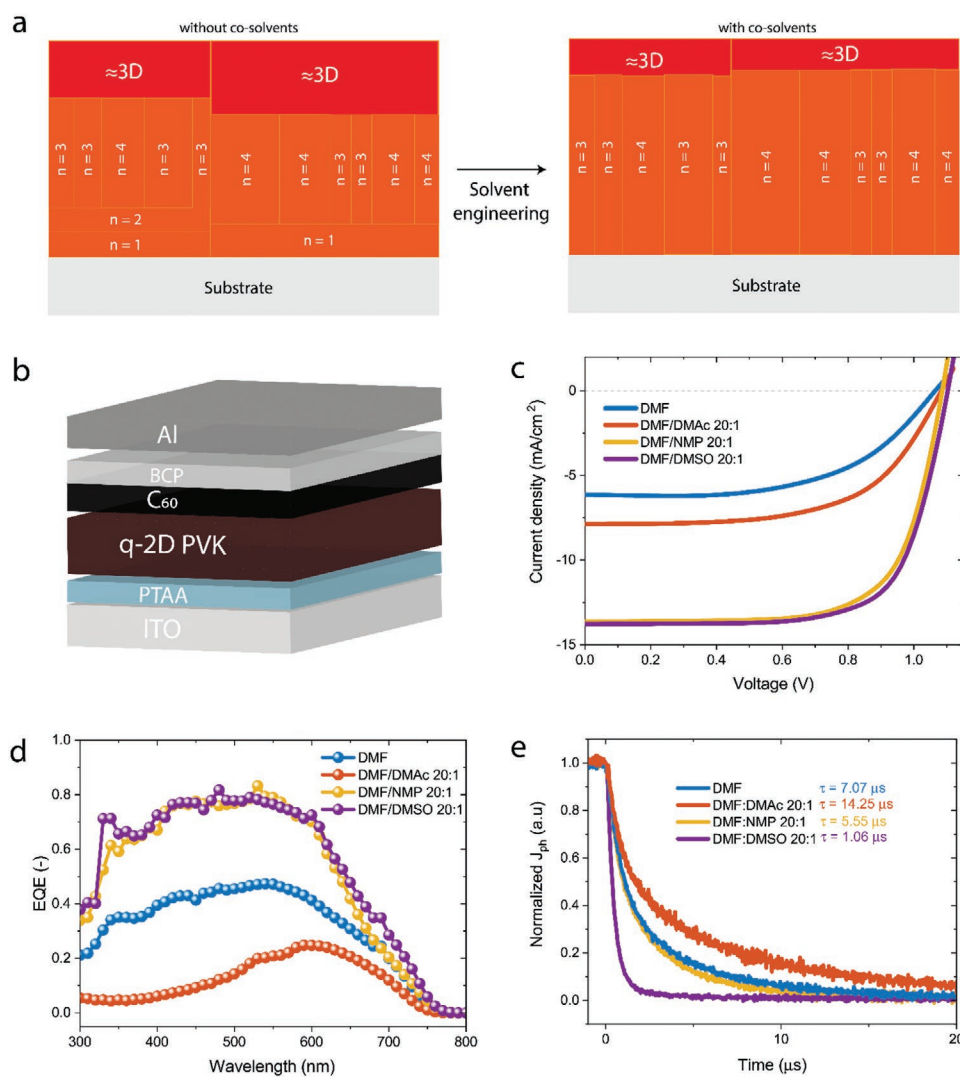 a
without co-solvents
≈3D
≈3D
n = 3
n = 3
n = 4
n = 3
n = 3
n = 4
n = 4
n = 3
n = 3
n = 4
n = 4
n = 2
n = 1
n = 1
Substrate
Solvent
engineering
with co-solvents
≈3D
≈3D
n = 3
n = 3
n = 4
n = 3
n = 3
n = 4
n = 4
n = 3
n = 3
n = 4
n = 4
Substrate
b
Al
BCP
C₆₀
q-2D PVK
PTAA
ITO
c
DMF
DMF/DMAc 20:1
DMF/NMP 20:1
DMF/DMSO 20:1
0
-5
-10
-15
0.0 0.2 0.4 0.6 0.8 1.0
Current density (mA/cm²)
Voltage (V)
d
DMF
DMF/DMAc 20:1
DMF/NMP 20:1
DMF/DMSO 20:1
1.0
0.8
0.6
0.4
0.2
0.0
300 400 500 600 700 800
EQE (-)
Wavelength (nm)
e
DMF τ = 7.07 µs
DMF:DMAc 20:1 τ = 14.25 µs
DMF:NMP 20:1 τ = 5.55 µs
DMF:DMSO 20:1 τ = 1.06 µs
1.0
0.8
0.6
0.4
0.2
0.0
0 10 20
Normalized Jₚₕ (a.u)
Time (µs)